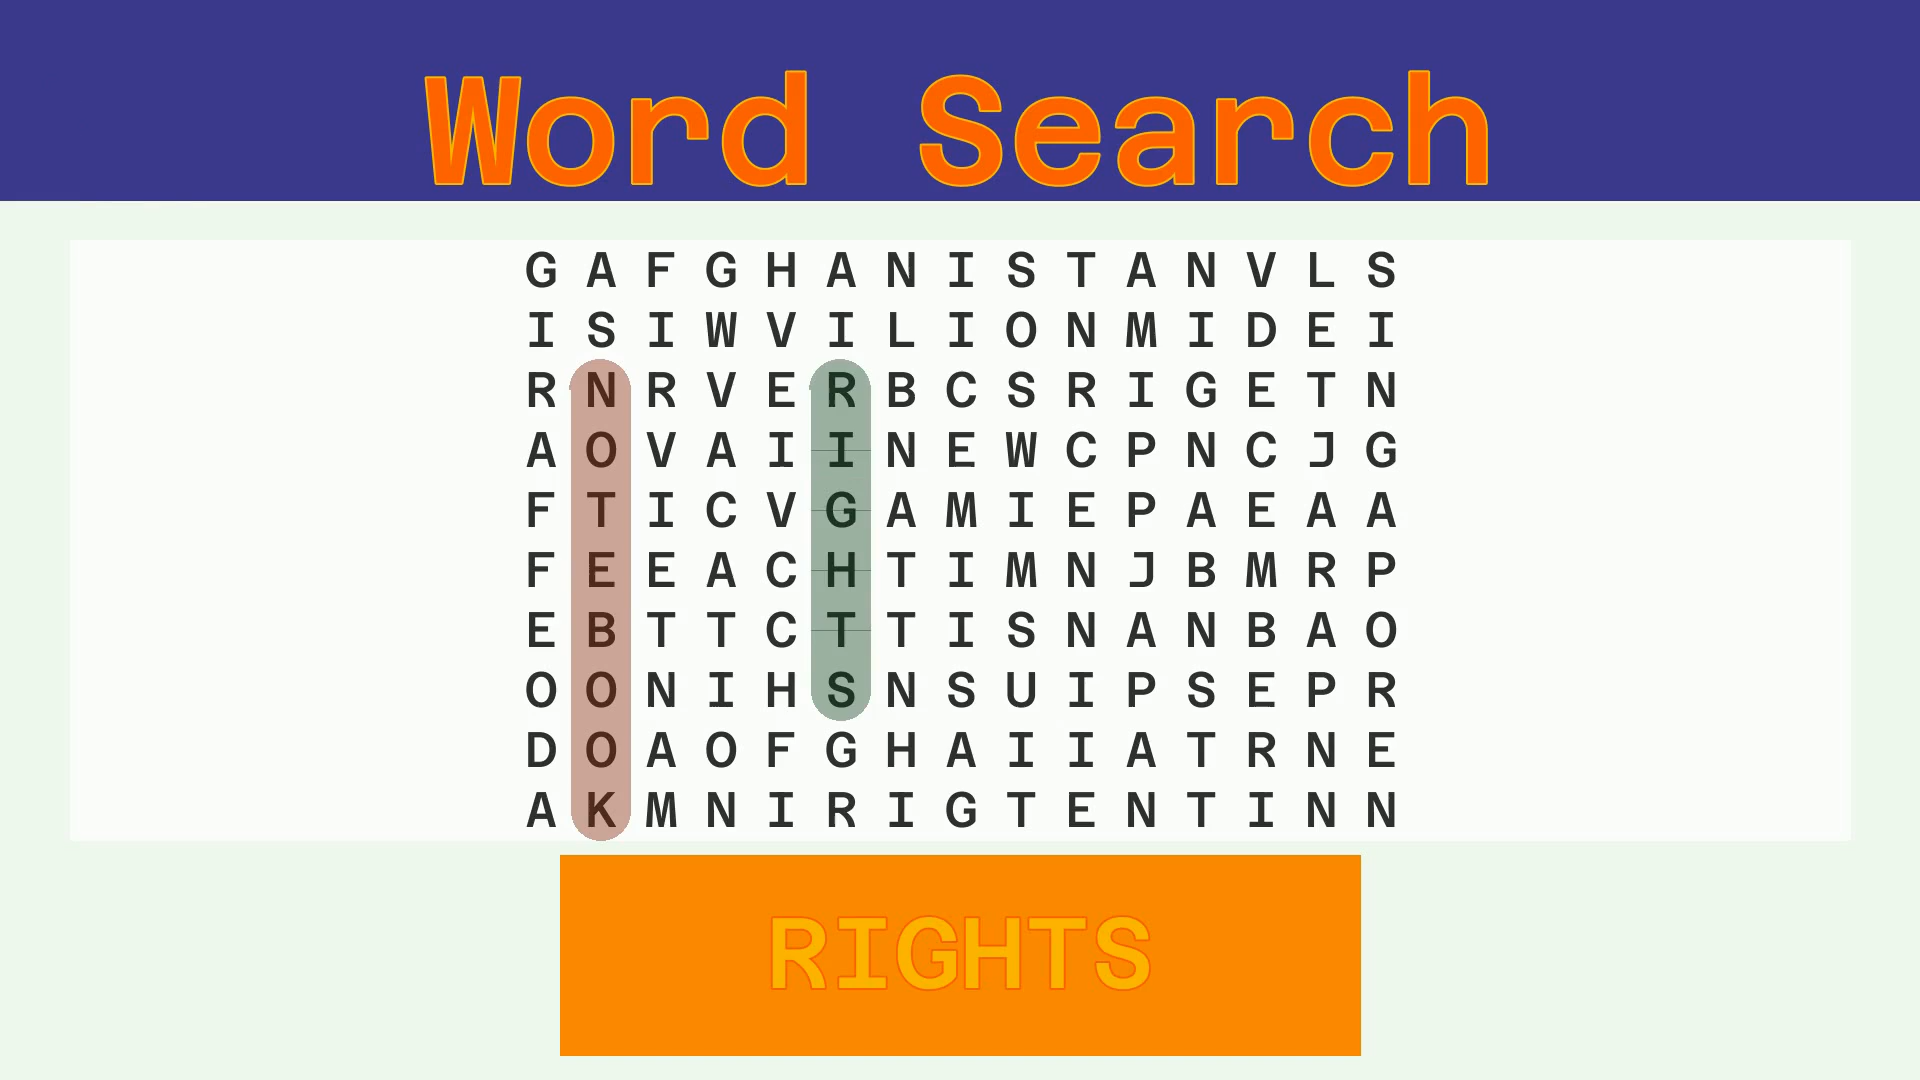 Word Search
G A F G H A N I S T A N V L S
I S I W V I L I O N M I D E I
R N R V E R B C S R I G E T N
A O V A I I N E W C P N C J G
F T I C V G A M I E P A E A A
F E E A C H T I M N J B M R P
E B T T C T T I S N A N B A O
O O N I H S N S U I P S E P R
D O A O F G H A I I A T R N E
A K M N I R I G T E N T I N N
RIGHTS